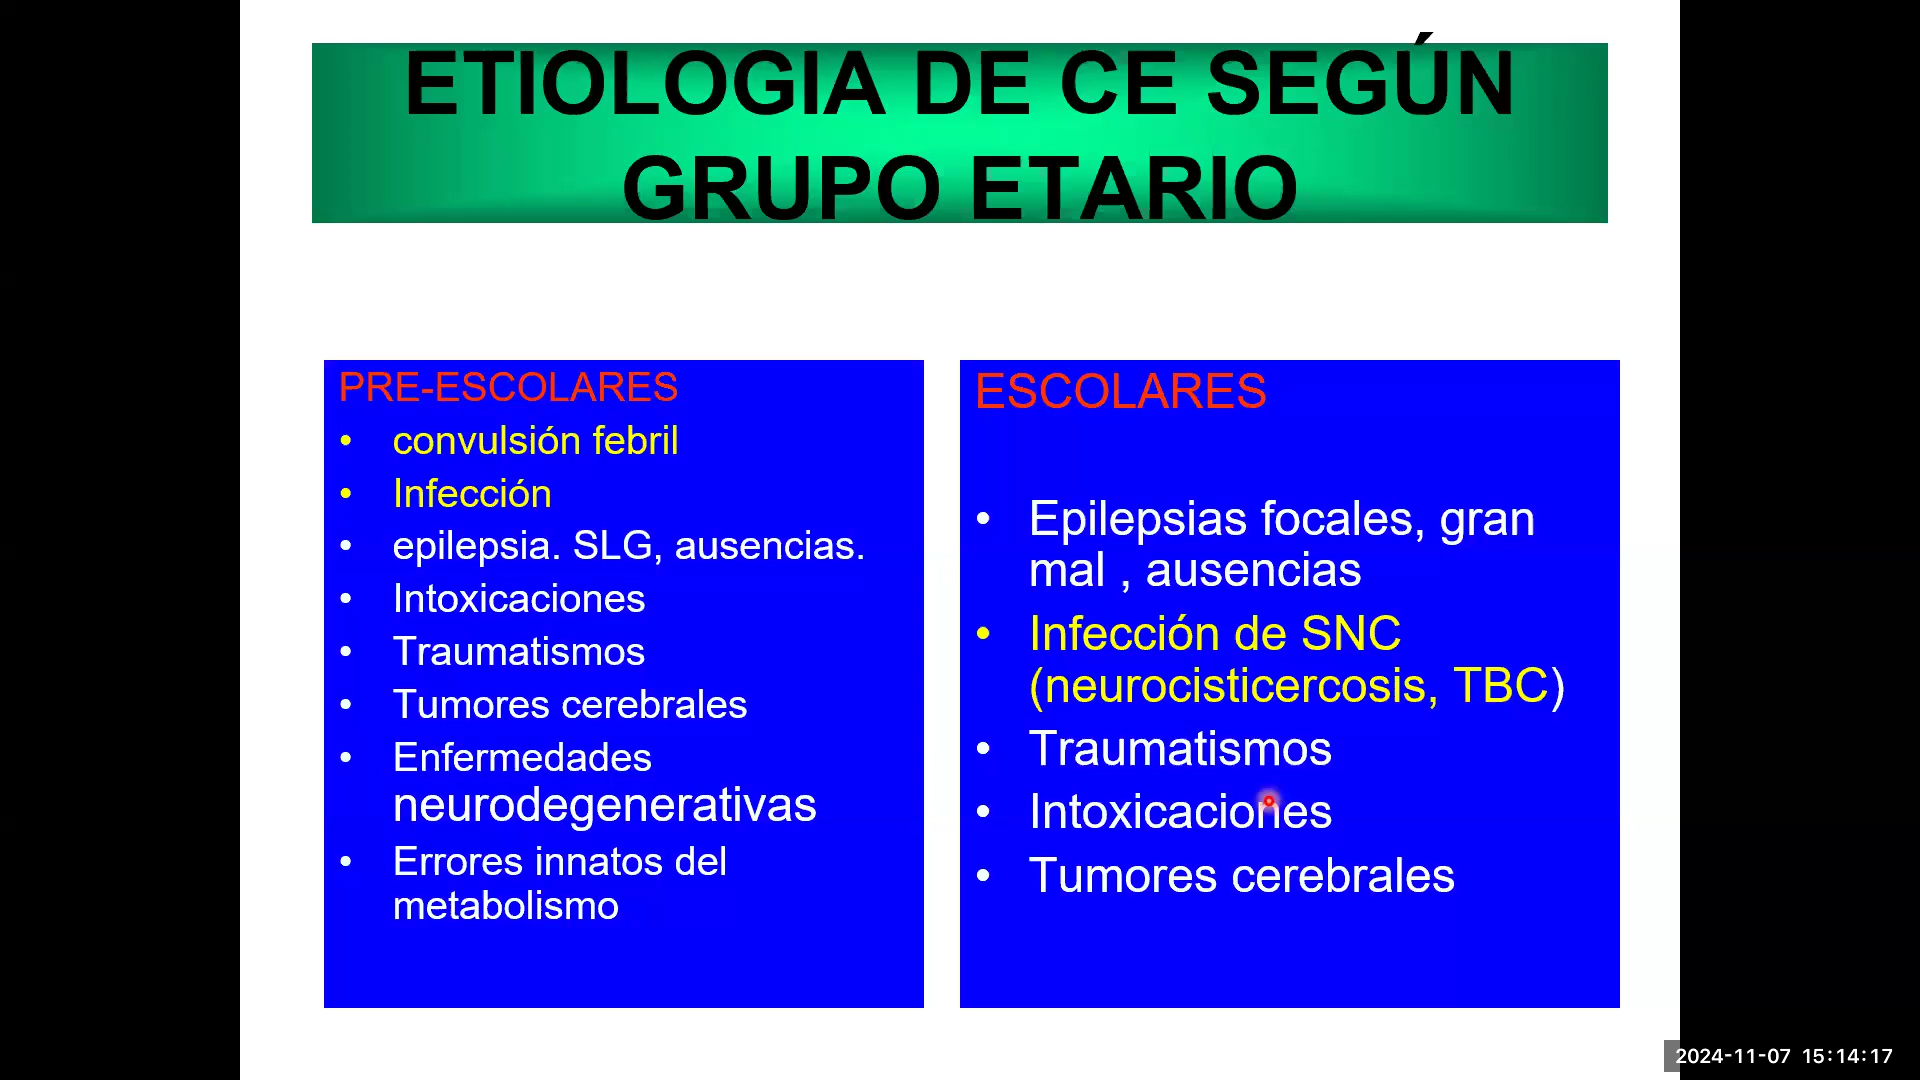 ETIOLOGIA DE CE SEGÚN
GRUPO ETARIO
PRE-ESCOLARES
• convulsión febril
• Infección
• epilepsia. SLG, ausencias.
• Intoxicaciones
• Traumatismos
• Tumores cerebrales
• Enfermedades
neurodegenerativas
• Errores innatos del
metabolismo
ESCOLARES
• Epilepsias focales, gran
mal , ausencias
• Infección de SNC
(neurocisticercosis, TBC)
• Traumatismos
• Intoxicaciones
• Tumores cerebrales
2024-11-07 15:14:17